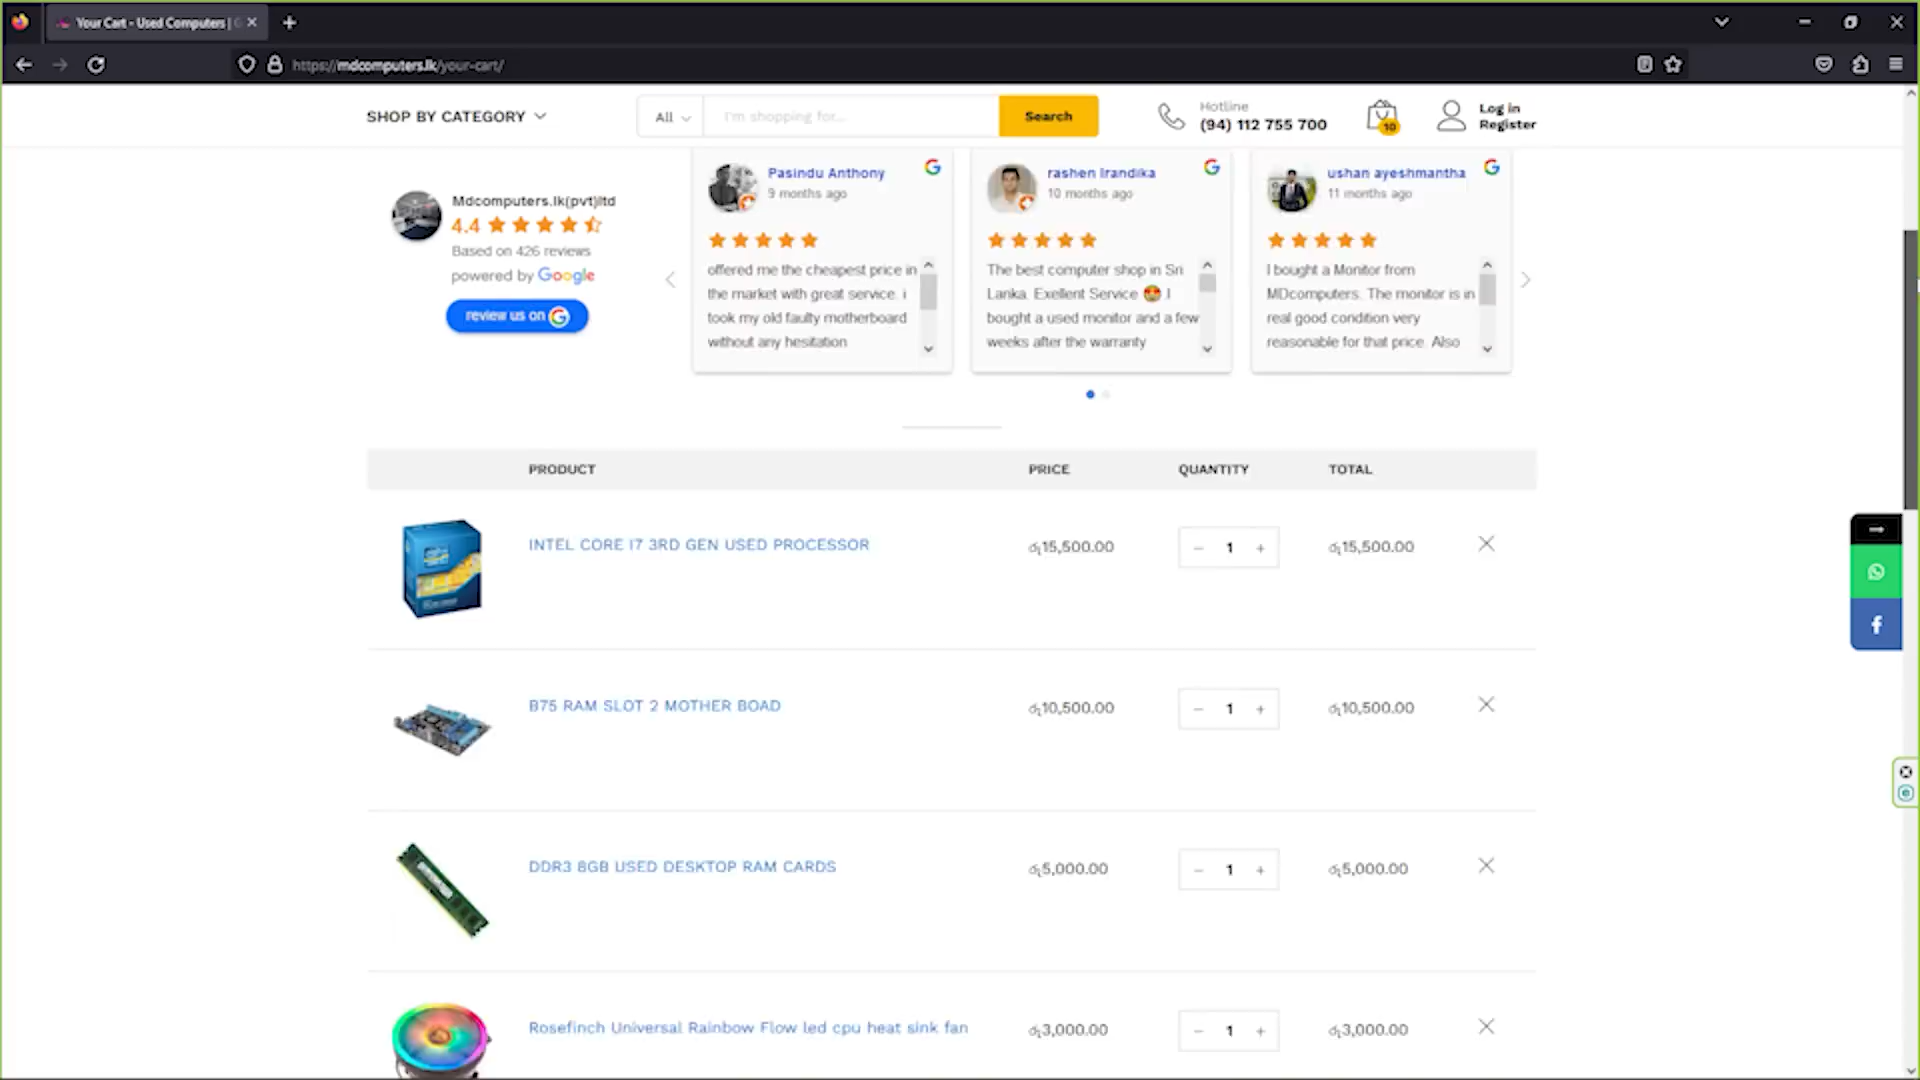 Your Cart - Used Computers | G
https://mdcomputers.lk/your-cart/
SHOP BY CATEGORY
All
I'm shopping for...
Search
Hotline
(94) 112 755 700
10
Log in
Register
Mdcomputers.lk(pvt)ltd
4.4
Based on 426 reviews
powered by Google
review us on
Pasindu Anthony
9 months ago
offered me the cheapest price in
the market with great service. i
took my old faulty motherboard
without any hesitation
rashen Irandika
10 months ago
The best computer shop in Sri
Lanka. Exellent Service 🤩 I
bought a used monitor and a few
weeks after the warranty
ushan ayeshmantha
11 months ago
I bought a Monitor from
MDcomputers. The monitor is in
real good condition very
reasonable for that price. Also
PRODUCT PRICE QUANTITY TOTAL
INTEL CORE I7 3RD GEN USED PROCESSOR රු15,500.00 − 1 + රු15,500.00
B75 RAM SLOT 2 MOTHER BOAD රු10,500.00 − 1 + රු10,500.00
DDR3 8GB USED DESKTOP RAM CARDS රු5,000.00 − 1 + රු5,000.00
Rosefinch Universal Rainbow Flow led cpu heat sink fan රු3,000.00 − 1 + රු3,000.00